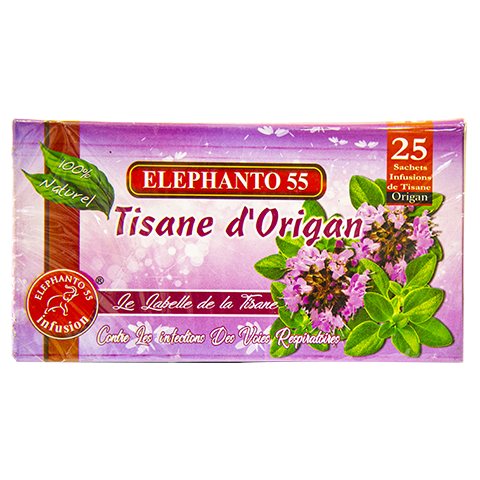 100%
Naturel
ELEPHANTO 55
25
Sachets
Infusions
de Tisane
Origan
Tisane d'Origan
ELEPHANTO 55
infusion
®
Le Labelle de la Tisane
Contre Les infections Des Voies Respiratoires